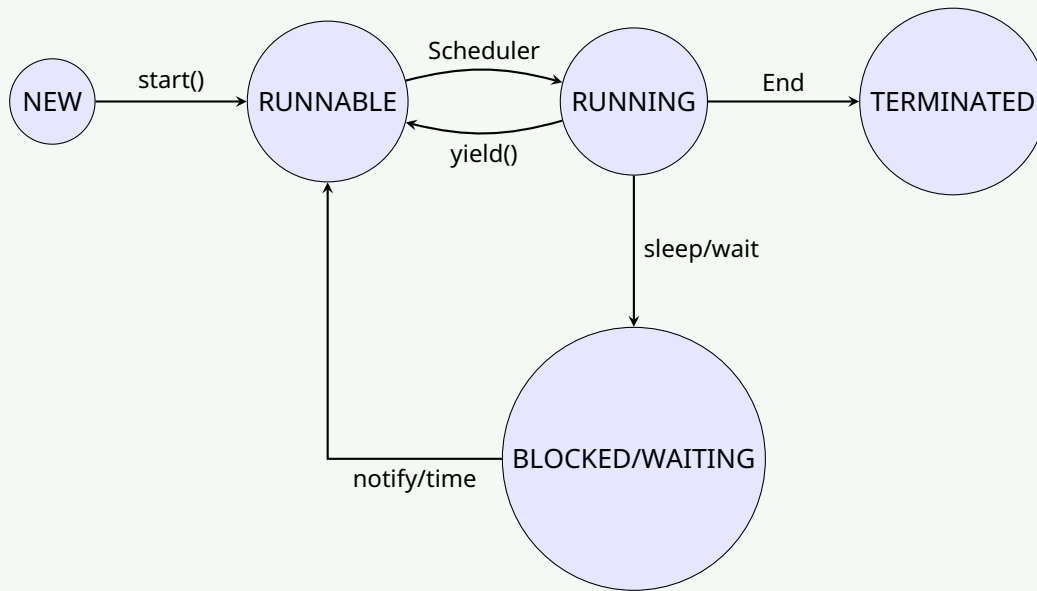 NEW
start()
RUNNABLE
Scheduler
yield()
RUNNING
End
TERMINATED
sleep/wait
BLOCKED/WAITING
notify/time